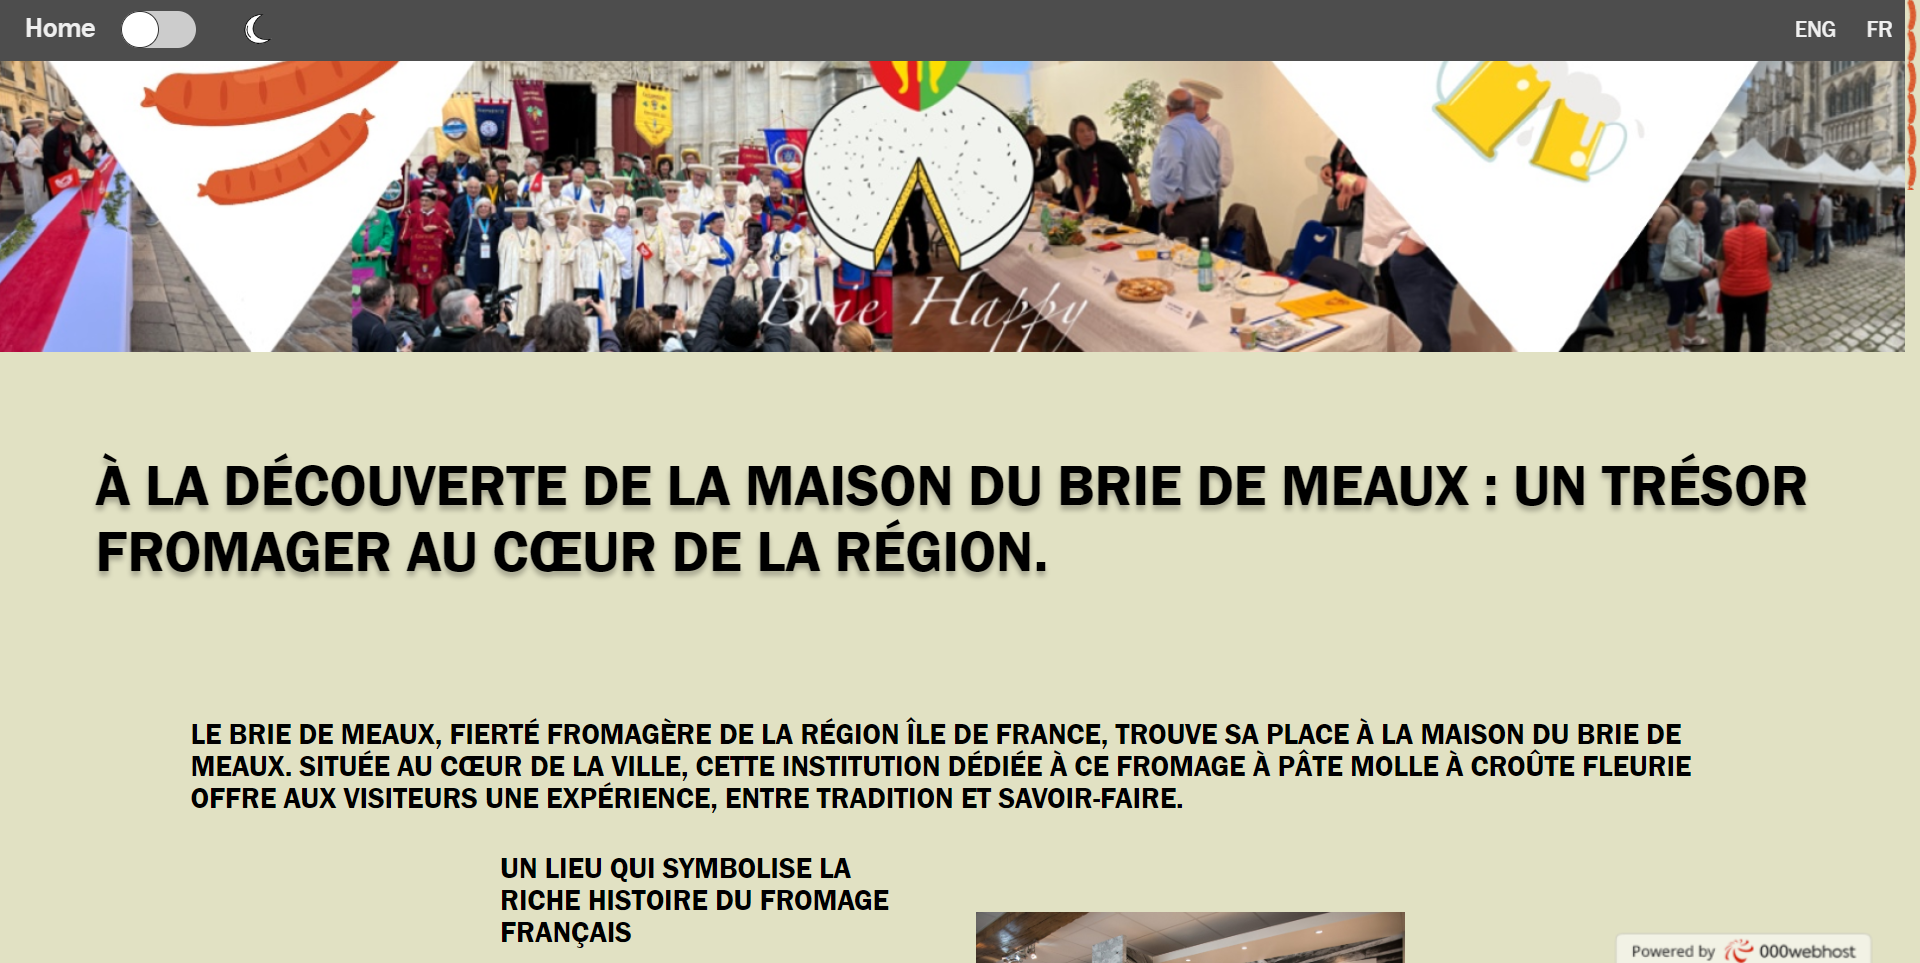 Home
ENG FR
Brie Happy
À LA DÉCOUVERTE DE LA MAISON DU BRIE DE MEAUX : UN TRÉSOR
FROMAGER AU CŒUR DE LA RÉGION.
LE BRIE DE MEAUX, FIERTÉ FROMAGÈRE DE LA RÉGION ÎLE DE FRANCE, TROUVE SA PLACE À LA MAISON DU BRIE DE
MEAUX. SITUÉE AU CŒUR DE LA VILLE, CETTE INSTITUTION DÉDIÉE À CE FROMAGE À PÂTE MOLLE À CROÛTE FLEURIE
OFFRE AUX VISITEURS UNE EXPÉRIENCE, ENTRE TRADITION ET SAVOIR-FAIRE.
UN LIEU QUI SYMBOLISE LA
RICHE HISTOIRE DU FROMAGE
FRANÇAIS
Powered by 000webhost